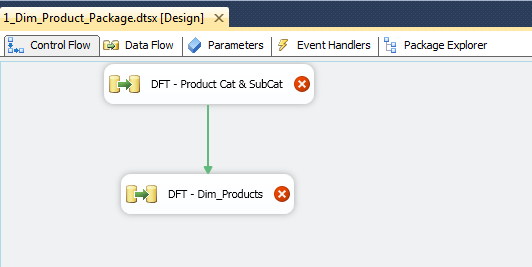 1_Dim_Product_Package.dtsx [Design]
Control Flow Data Flow Parameters Event Handlers Package Explorer
DFT - Product Cat & SubCat
DFT - Dim_Products